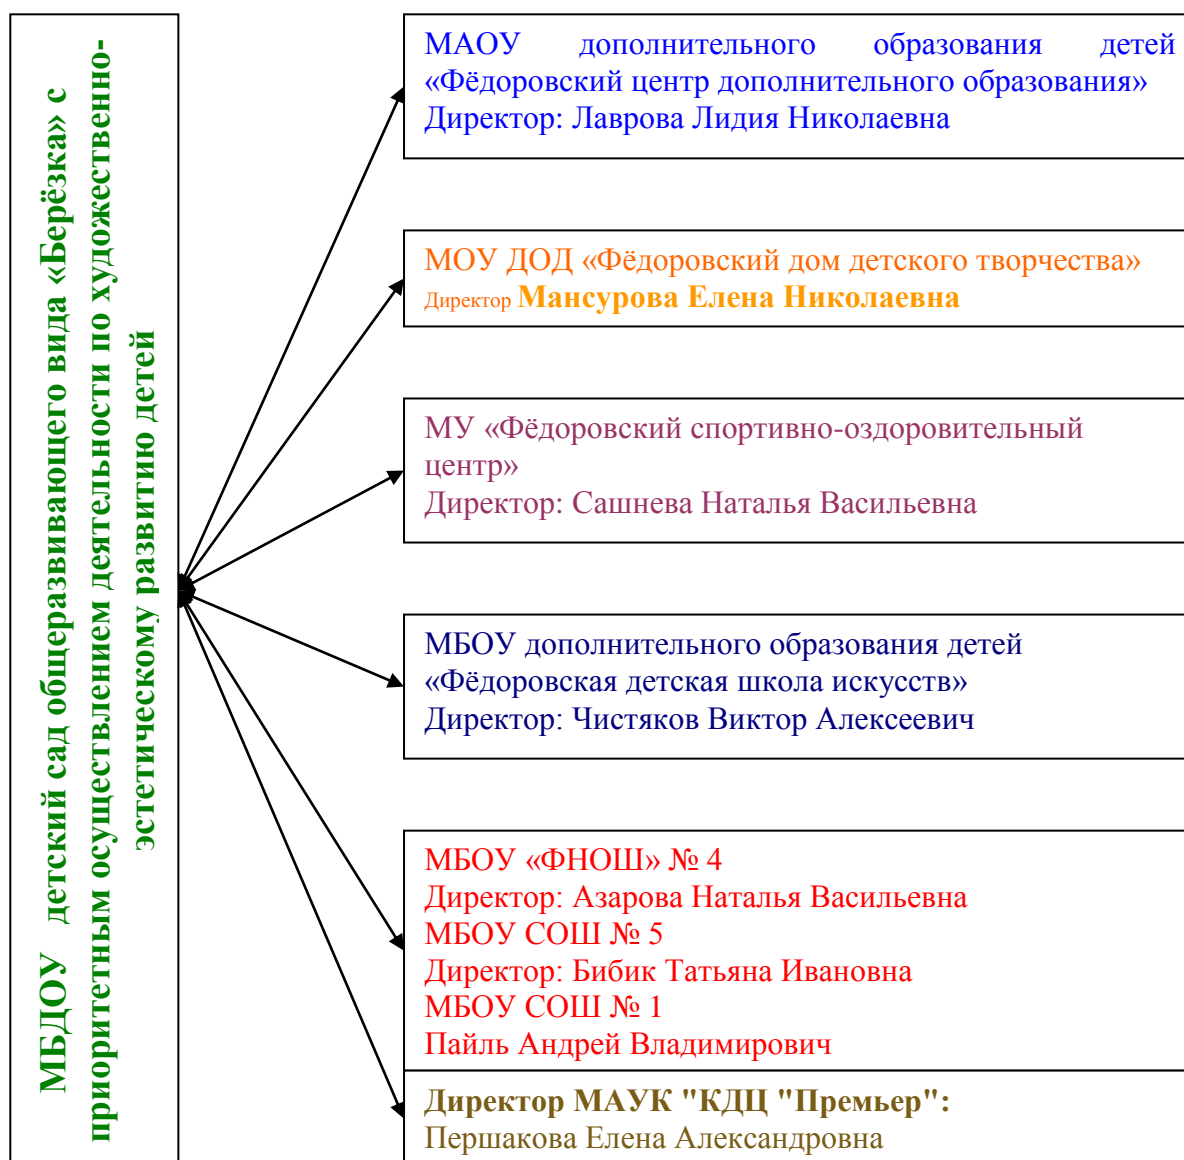 МБДОУ детский сад общеразвивающего вида «Берёзка» с
приоритетным осуществлением деятельности по художественно-
эстетическому развитию детей
МАОУ дополнительного образования детей
«Фёдоровский центр дополнительного образования»
Директор: Лаврова Лидия Николаевна
МОУ ДОД «Фёдоровский дом детского творчества»
Директор Мансурова Елена Николаевна
МУ «Фёдоровский спортивно-оздоровительный
центр»
Директор: Сашнева Наталья Васильевна
МБОУ дополнительного образования детей
«Фёдоровская детская школа искусств»
Директор: Чистяков Виктор Алексеевич
МБОУ «ФНОШ» № 4
Директор: Азарова Наталья Васильевна
МБОУ СОШ № 5
Директор: Бибик Татьяна Ивановна
МБОУ СОШ № 1
Пайль Андрей Владимирович
Директор МАУК "КДЦ "Премьер":
Першакова Елена Александровна